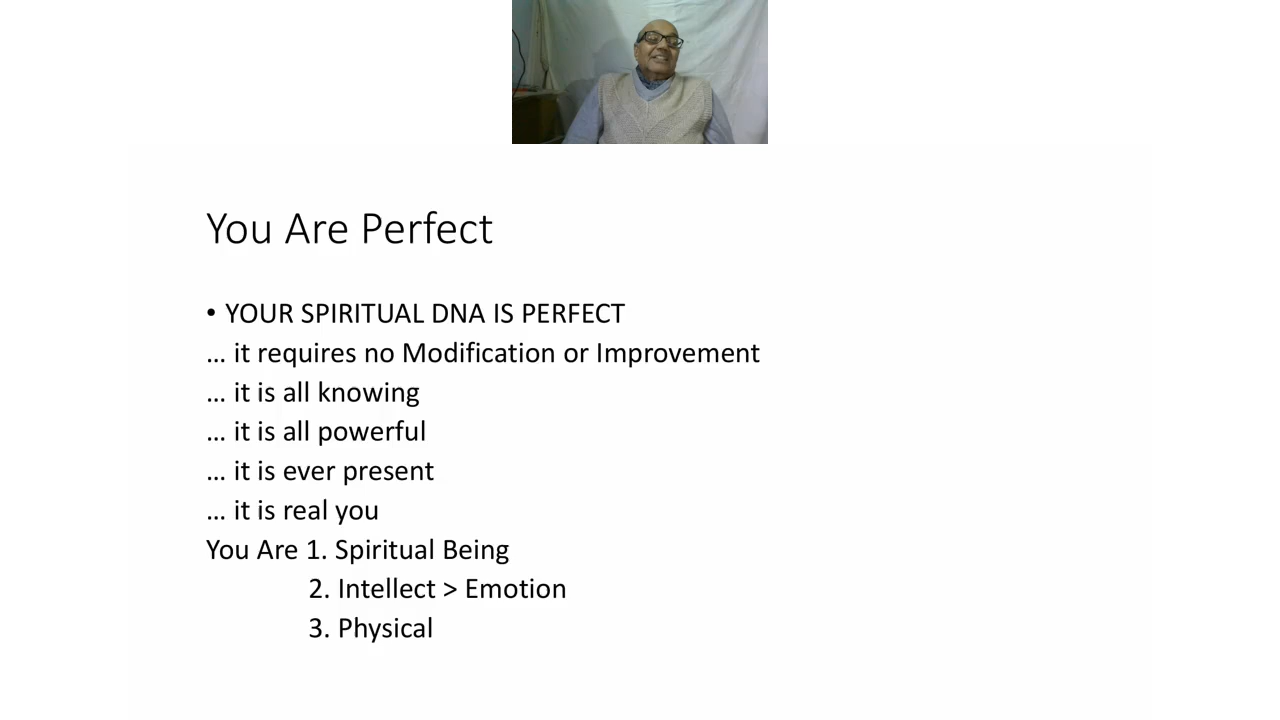 You Are Perfect
• YOUR SPIRITUAL DNA IS PERFECT
... it requires no Modification or Improvement
... it is all knowing
... it is all powerful
... it is ever present
... it is real you
You Are 1. Spiritual Being
2. Intellect > Emotion
3. Physical